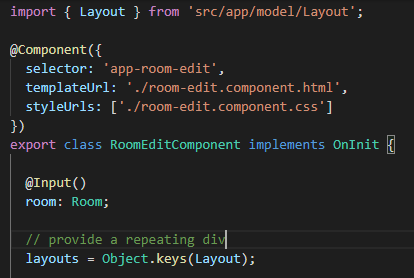 import { Layout } from 'src/app/model/Layout';
@Component({
selector: 'app-room-edit',
templateUrl: './room-edit.component.html',
styleUrls: ['./room-edit.component.css']
})
export class RoomEditComponent implements OnInit {
@Input()
room: Room;
// provide a repeating div
layouts = Object.keys(Layout);